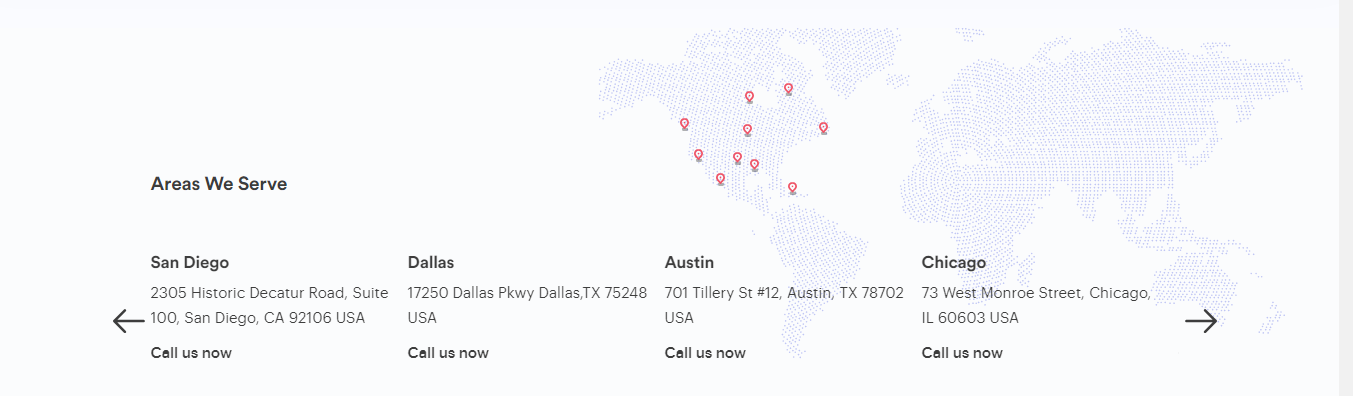 Areas We Serve
San Diego
2305 Historic Decatur Road, Suite
100, San Diego, CA 92106 USA
Call us now
Dallas
17250 Dallas Pkwy Dallas,TX 75248
USA
Call us now
Austin
701 Tillery St #12, Austin, TX 78702
USA
Call us now
Chicago
73 West Monroe Street, Chicago,
IL 60603 USA
Call us now